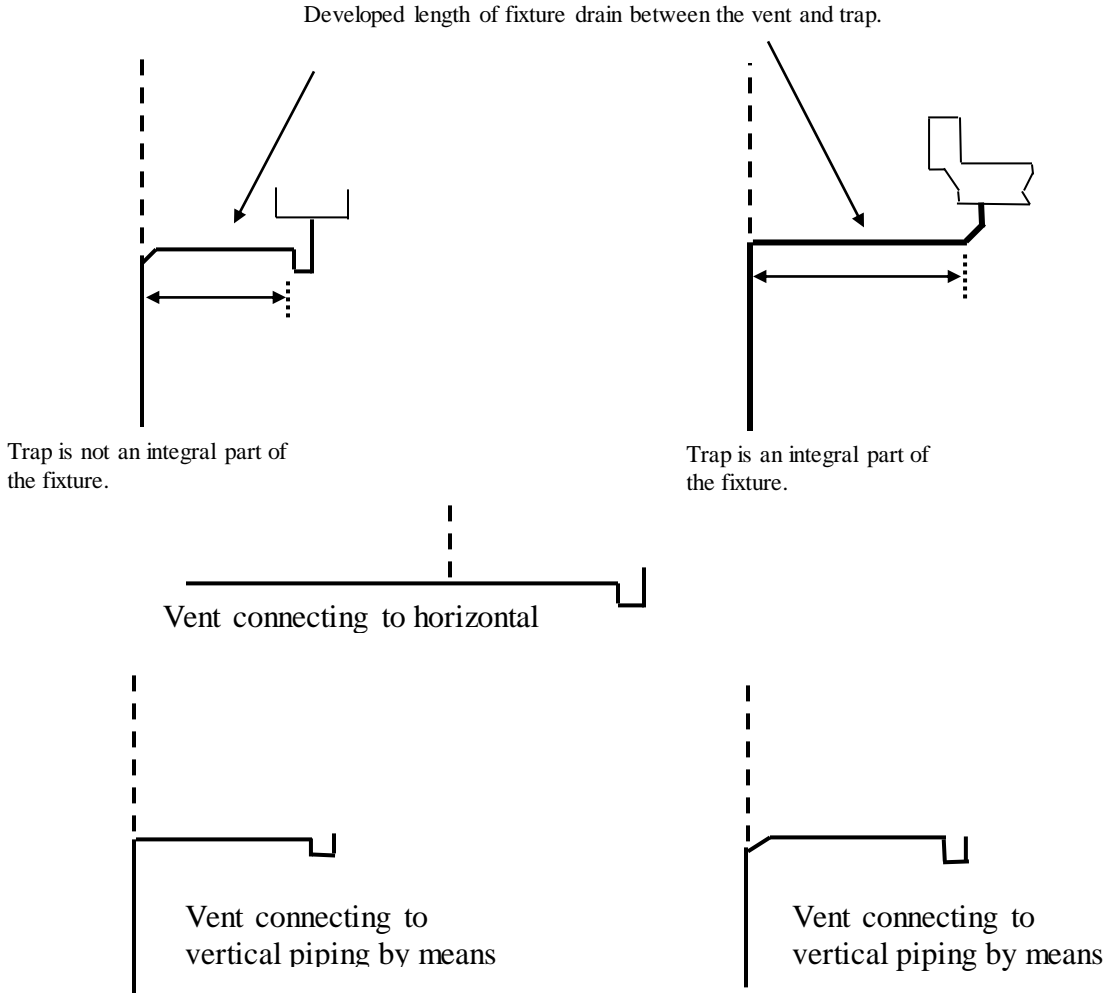 Developed length of fixture drain between the vent and trap.
Trap is not an integral part of
the fixture.
Trap is an integral part of
the fixture.
Vent connecting to horizontal
Vent connecting to
vertical piping by means
Vent connecting to
vertical piping by means